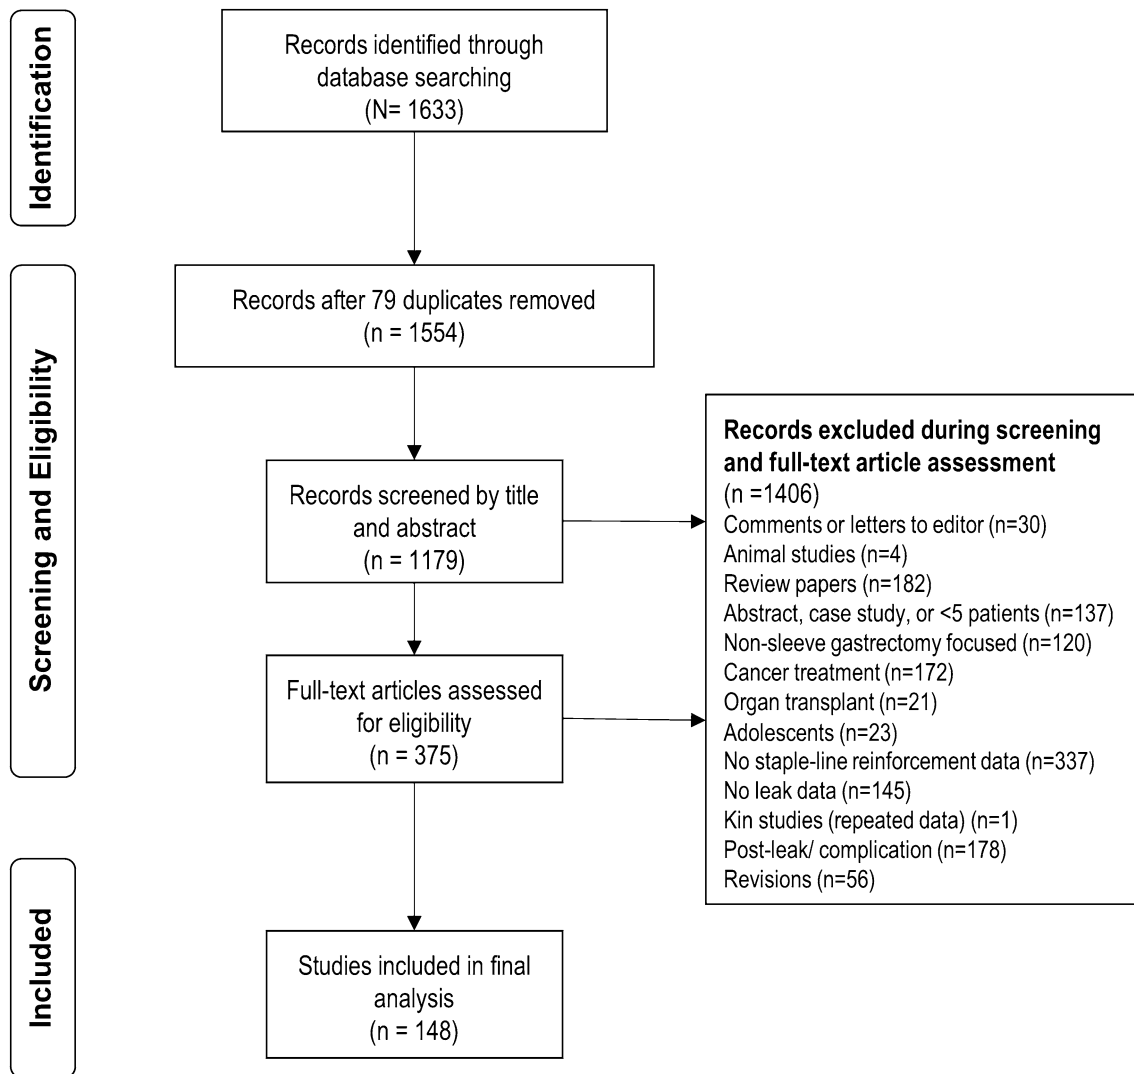 Identification
Records identified through
database searching
(N= 1633)
Screening and Eligibility
Records after 79 duplicates removed
(n = 1554)
Records screened by title
and abstract
(n = 1179)
Full-text articles assessed
for eligibility
(n = 375)
Records excluded during screening
and full-text article assessment
(n =1406)
Comments or letters to editor (n=30)
Animal studies (n=4)
Review papers (n=182)
Abstract, case study, or <5 patients (n=137)
Non-sleeve gastrectomy focused (n=120)
Cancer treatment (n=172)
Organ transplant (n=21)
Adolescents (n=23)
No staple-line reinforcement data (n=337)
No leak data (n=145)
Kin studies (repeated data) (n=1)
Post-leak/ complication (n=178)
Revisions (n=56)
Included
Studies included in final
analysis
(n = 148)